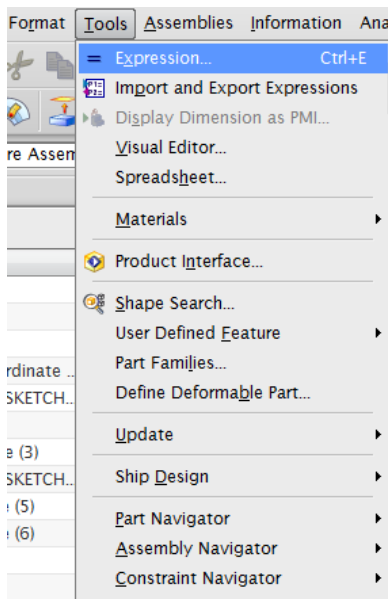 Format Tools Assemblies Information Ana
= Expression... Ctrl+E
Import and Export Expressions
Display Dimension as PMI...
re Assem Visual Editor...
Spreadsheet...
Materials
Product Interface...
Shape Search...
User Defined Feature
rdinate .. Part Families...
SKETCH.. Define Deformable Part...
Update
e (3)
SKETCH.. Ship Design
e (5)
Part Navigator
e (6)
Assembly Navigator
Constraint Navigator